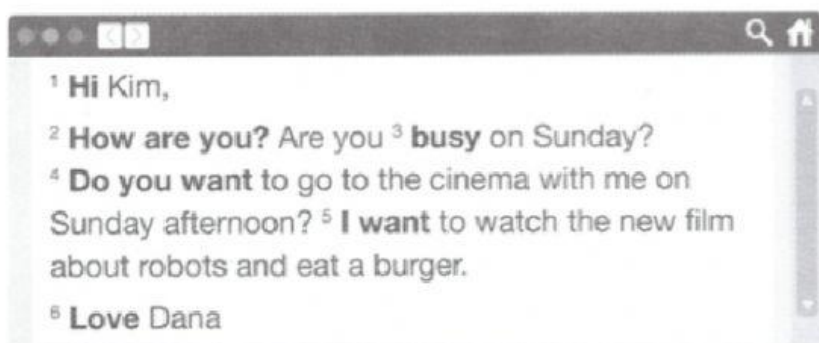 1 Hi Kim,
2 How are you? Are you 3 busy on Sunday?
4 Do you want to go to the cinema with me on
Sunday afternoon? 5 I want to watch the new film
about robots and eat a burger.
6 Love Dana